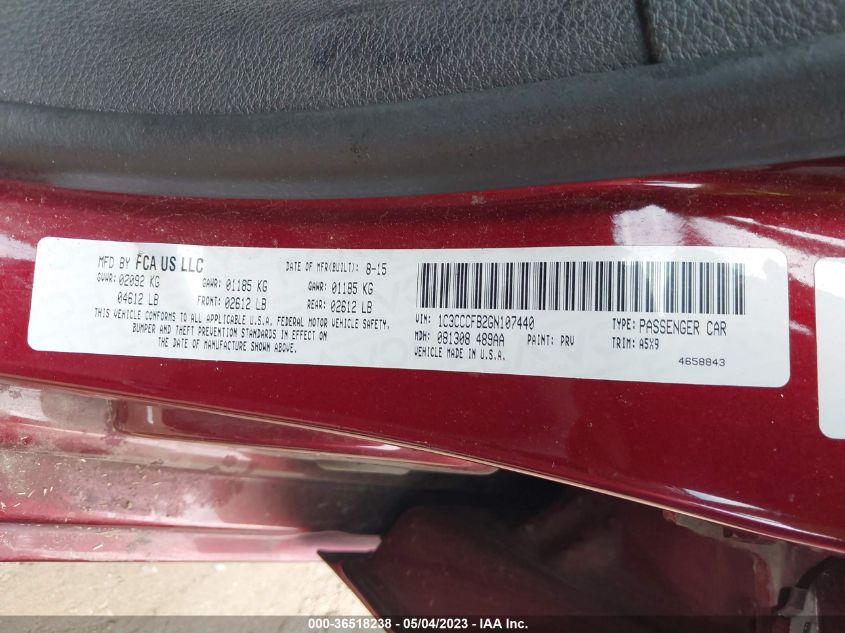 MFD BY FCA US LLC
DATE OF MFR(BUILT): 8-15
GVWR: 02092 KG GAWR: 01185 KG GAWR: 01185 KG
04612 LB FRONT: 02612 LB REAR: 02612 LB
THIS VEHICLE CONFORMS TO ALL APPLICABLE U.S.A. FEDERAL MOTOR VEHICLE SAFETY,
BUMPER AND THEFT PREVENTION STANDARDS IN EFFECT ON
THE DATE OF MANUFACTURE SHOWN ABOVE.
VIN: 1C3CCCFB2GN107440 TYPE: PASSENGER CAR
MDH: 081308 489AA PAINT: PRV TRIM: A5X9
VEHICLE MADE IN U.S.A. 4658843
000-36518238 - 05/04/2023 - IAA Inc.